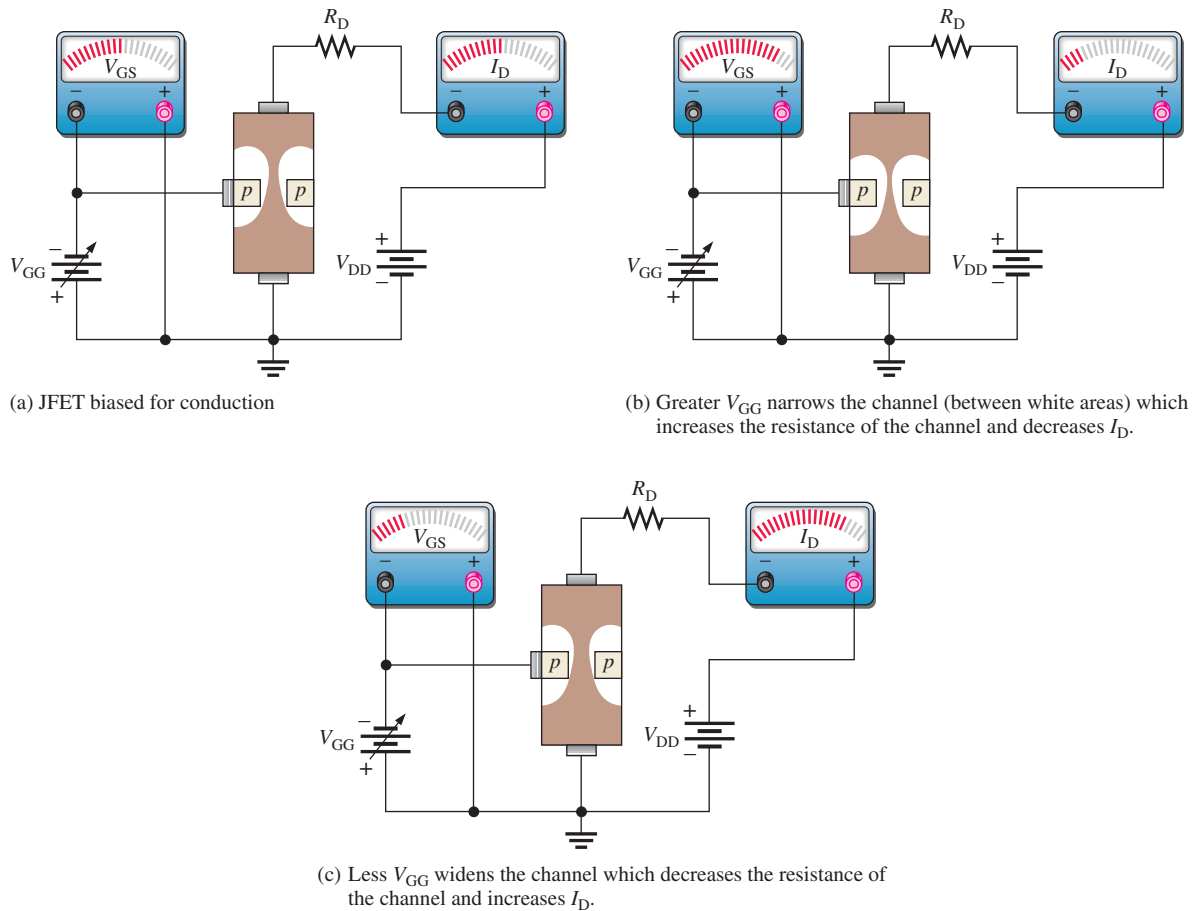 R_D
V_GS
− +
I_D
− +
p p
−
V_GG
+
+
V_DD
−
(a) JFET biased for conduction
R_D
V_GS
− +
I_D
− +
p p
−
V_GG
+
+
V_DD
−
(b) Greater V_GG narrows the channel (between white areas) which
increases the resistance of the channel and decreases I_D.
R_D
V_GS
− +
I_D
− +
p p
−
V_GG
+
+
V_DD
−
(c) Less V_GG widens the channel which decreases the resistance of
the channel and increases I_D.